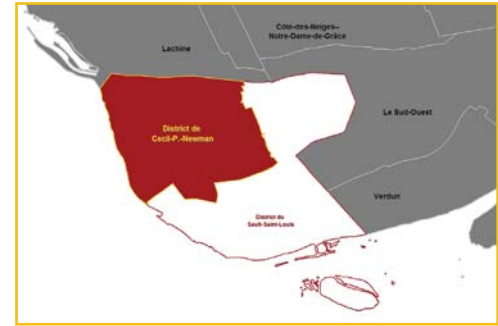 Côte-des-Neiges–
Notre-Dame-de-Grâce
Lachine
Le Sud-Ouest
District de
Cecil-P.-Newman
Verdun
District du
Sault-Saint-Louis